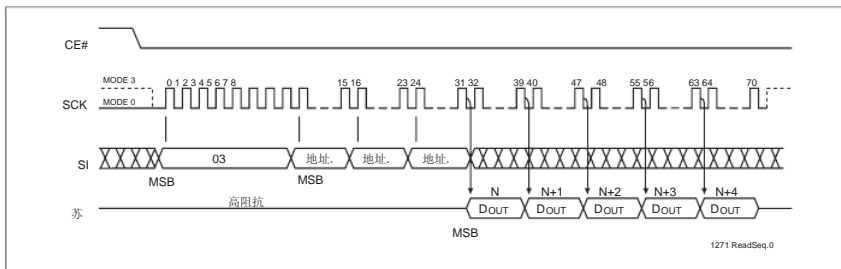 CE#
MODE 3
0 1 2 3 4 5 6 7 8
15 16
23 24
31 32
39 40
47 48
55 56
63 64
70
SCK
MODE 0
SI
03
地址.
地址.
地址.
MSB
MSB
N
N+1
N+2
N+3
N+4
苏
高阻抗
DOUT
DOUT
DOUT
DOUT
DOUT
MSB
1271 ReadSeq.0